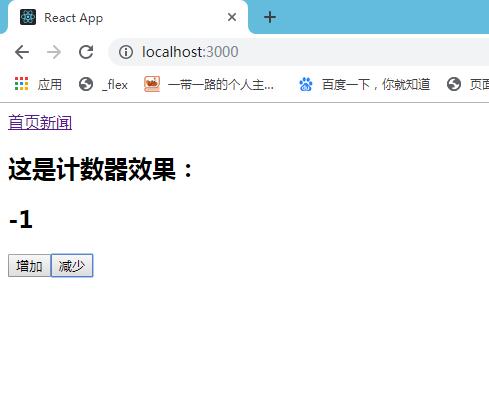 React App
localhost:3000
应用 _flex 一带一路的个人主... 百度一下，你就知道 页面
首页新闻
这是计数器效果：
-1
增加 减少